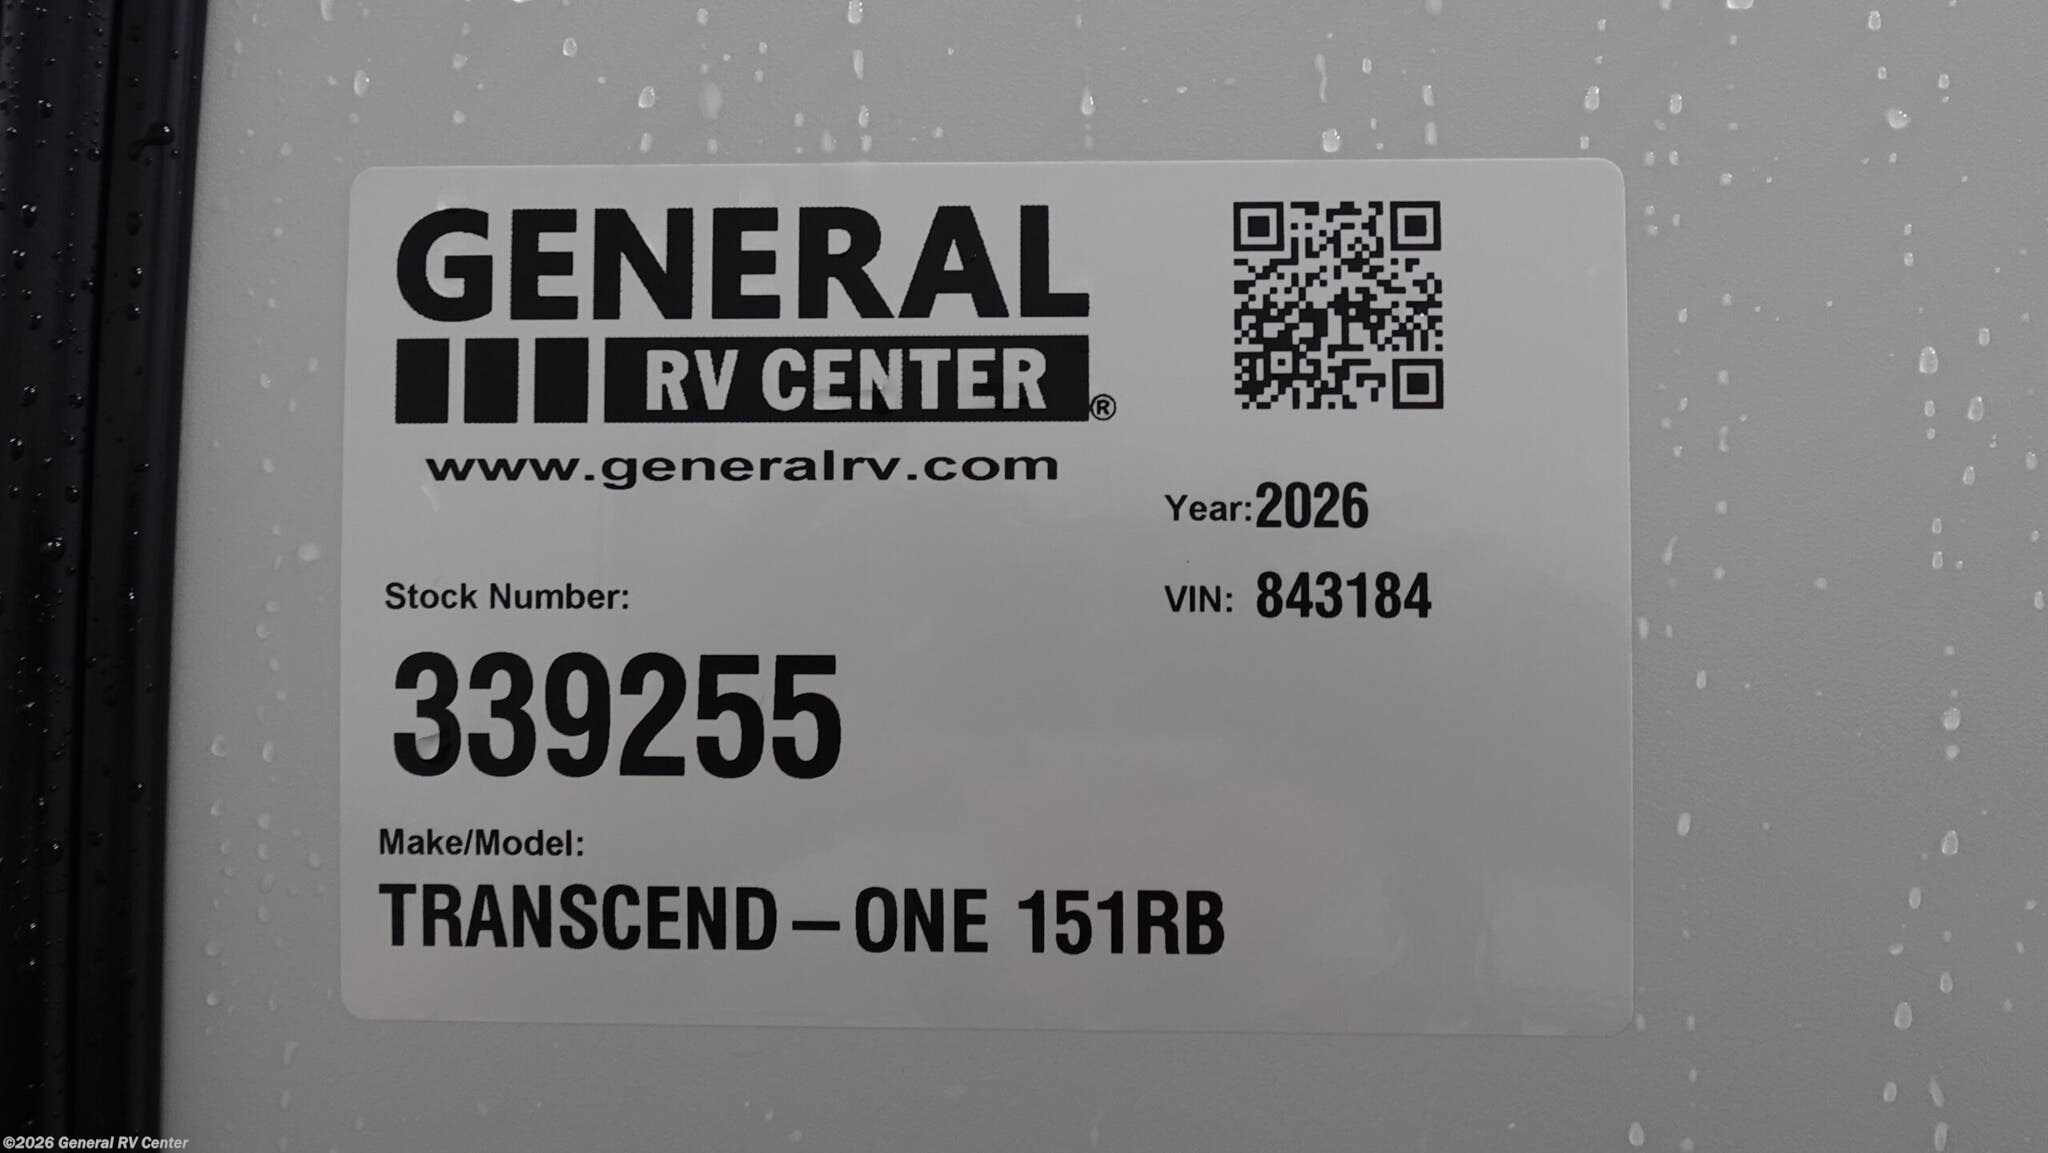 GENERAL
RV CENTER®
www.generalrv.com
Year: 2026
VIN: 843184
Stock Number:
339255
Make/Model:
TRANSCEND – ONE 151RB
©2026 General RV Center